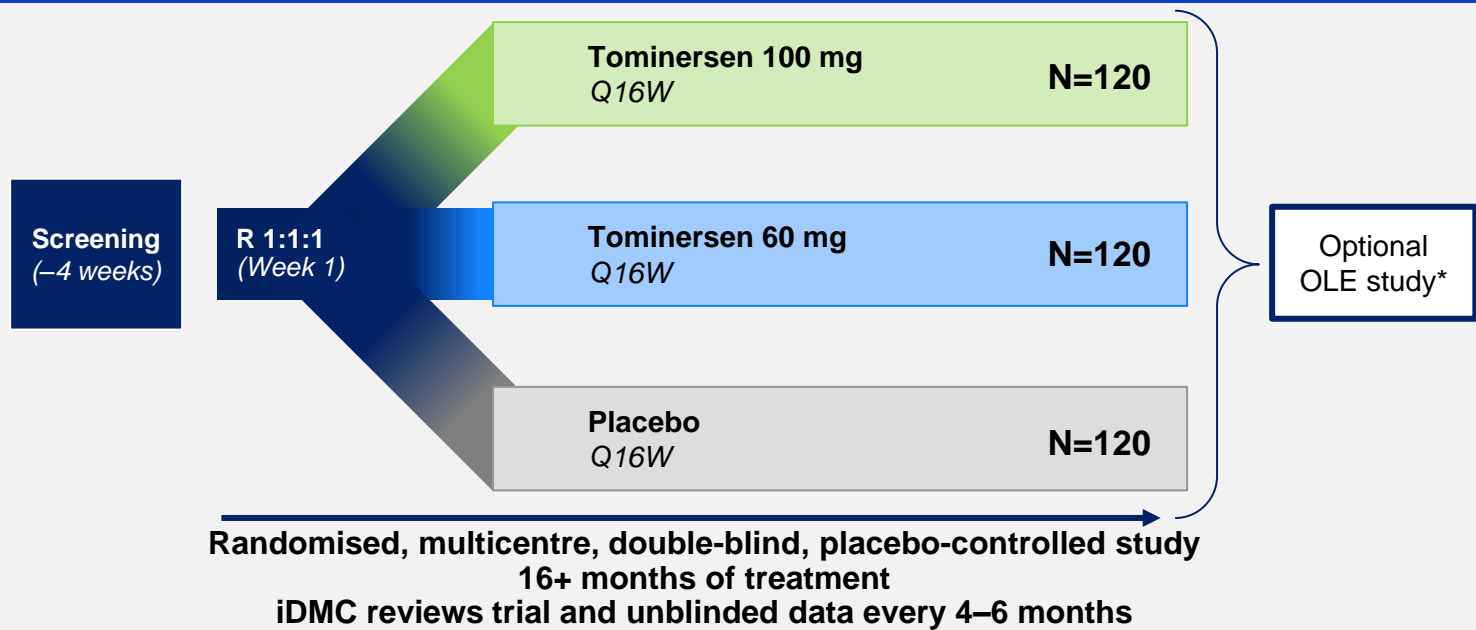 Tominersen 100 mg
Q16W
N=120
Screening
(–4 weeks)
R 1:1:1
(Week 1)
Tominersen 60 mg
Q16W
N=120
Optional
OLE study*
Placebo
Q16W
N=120
Randomised, multicentre, double-blind, placebo-controlled study
16+ months of treatment
iDMC reviews trial and unblinded data every 4–6 months